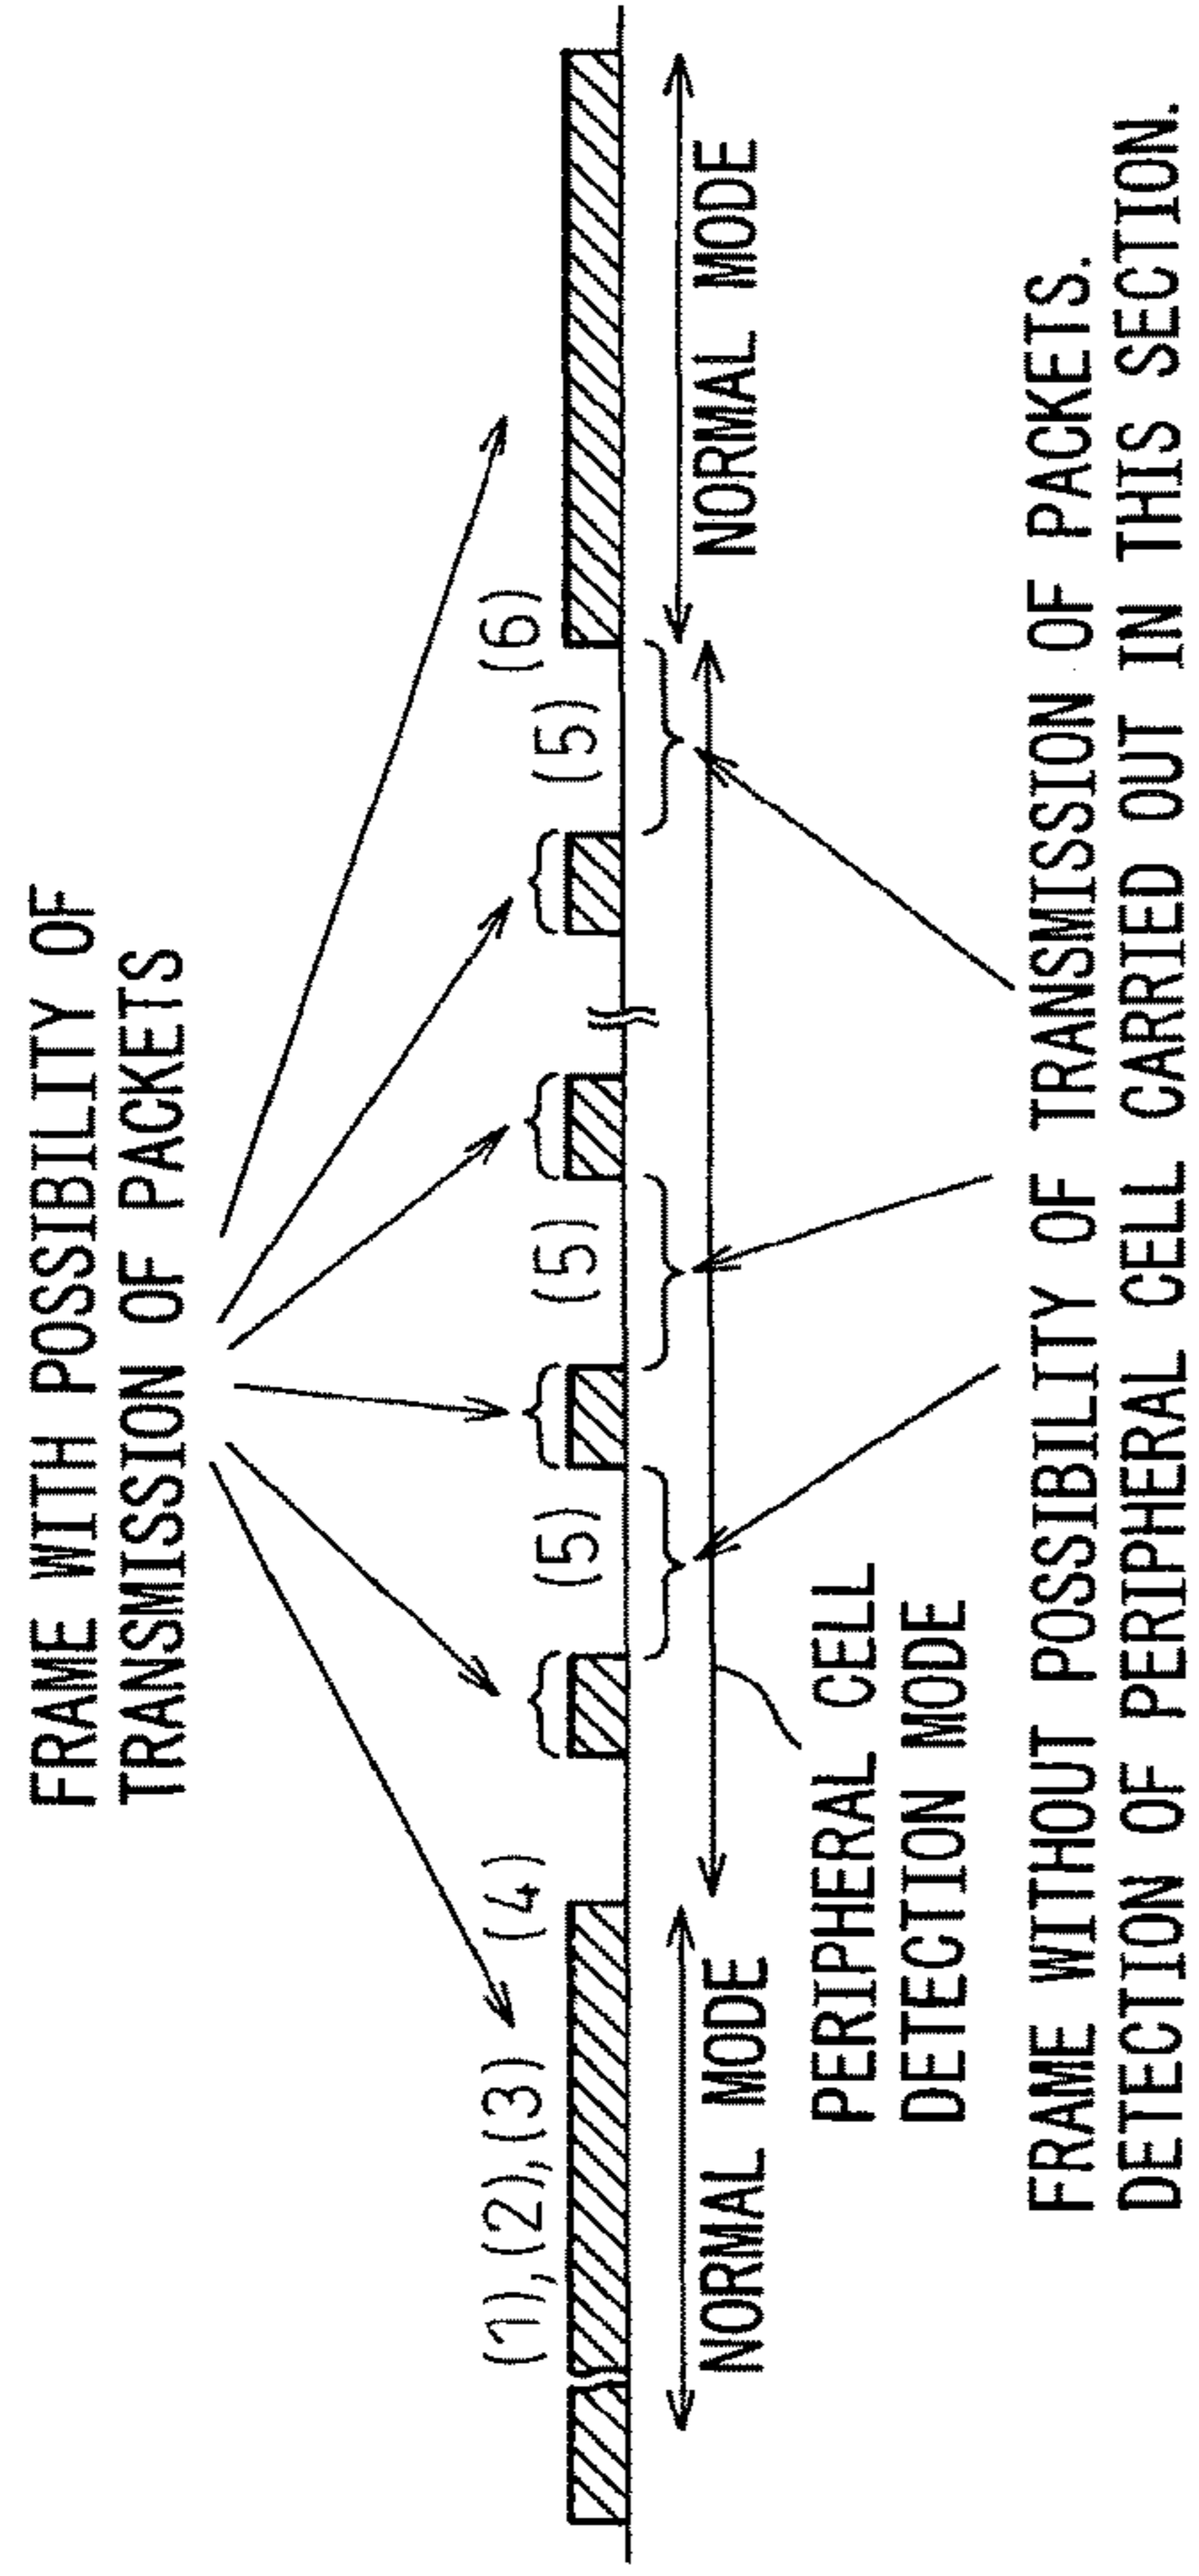 FRAME WITH POSSIBILITY OF
TRANSMISSION OF PACKETS
(1),(2),(3)
(4)
(5)
(5)
(5)
(6)
NORMAL MODE
NORMAL MODE
PERIPHERAL CELL
DETECTION MODE
FRAME WITHOUT POSSIBILITY OF TRANSMISSION OF PACKETS.
DETECTION OF PERIPHERAL CELL CARRIED OUT IN THIS SECTION.